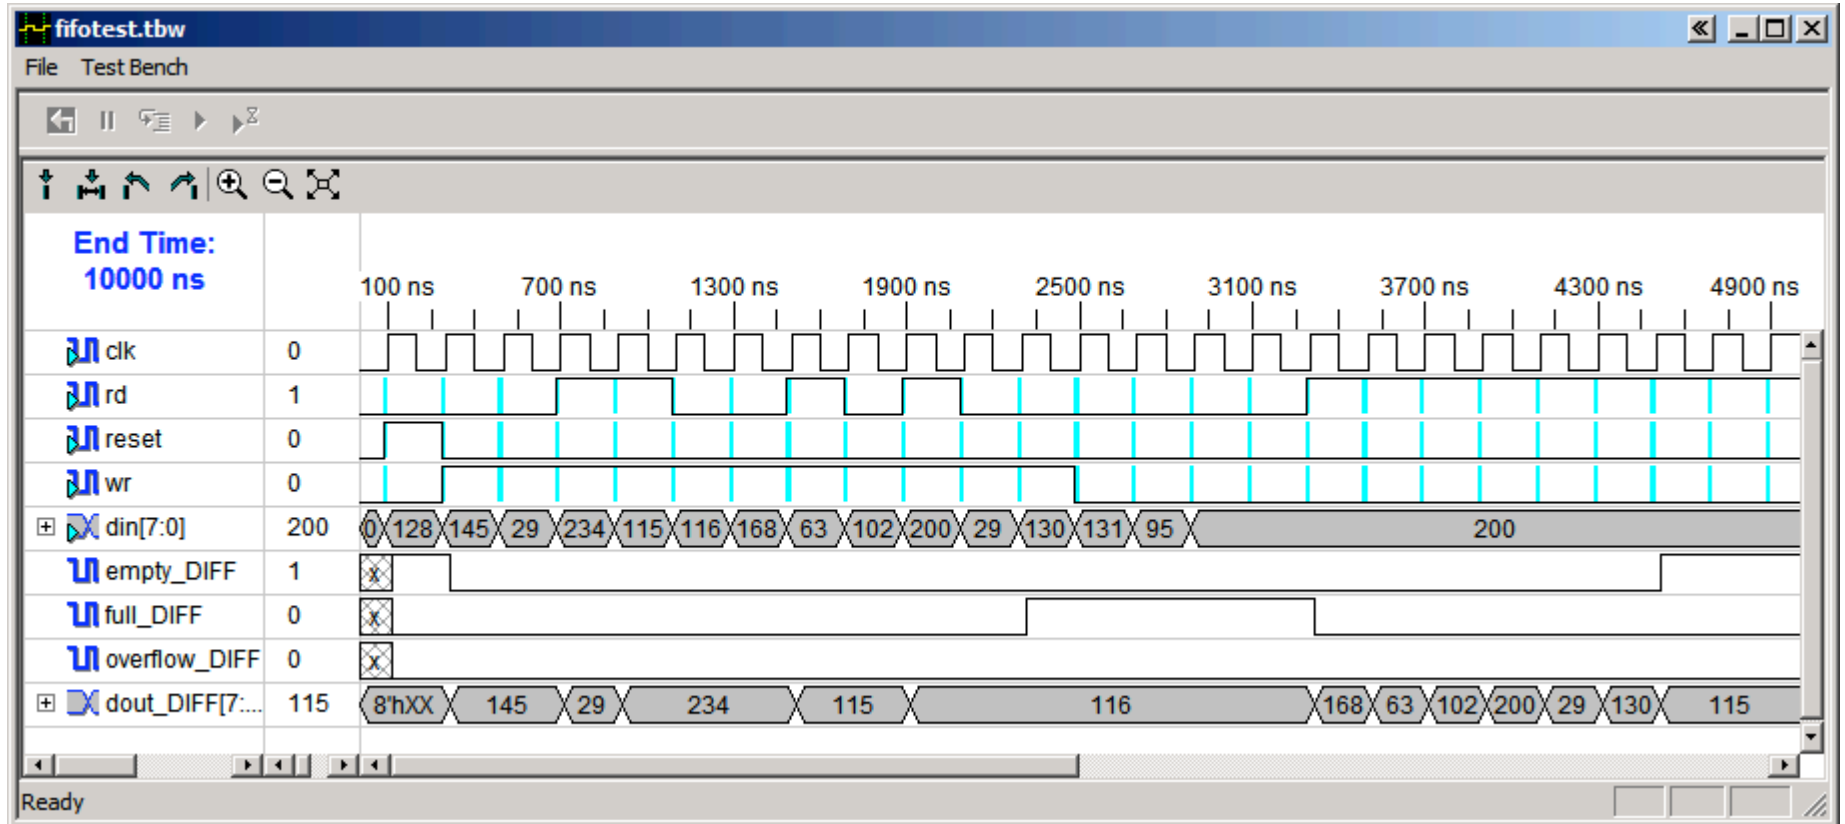 fifotest.tbw
File Test Bench
End Time:
10000 ns
100 ns 700 ns 1300 ns 1900 ns 2500 ns 3100 ns 3700 ns 4300 ns 4900 ns
clk 0
rd 1
reset 0
wr 0
din[7:0] 200 0 128 145 29 234 115 116 168 63 102 200 29 130 131 95 200
empty_DIFF 1 x
full_DIFF 0 x
overflow_DIFF 0 x
dout_DIFF[7:... 115 8'hXX 145 29 234 115 116 168 63 102 200 29 130 115
Ready